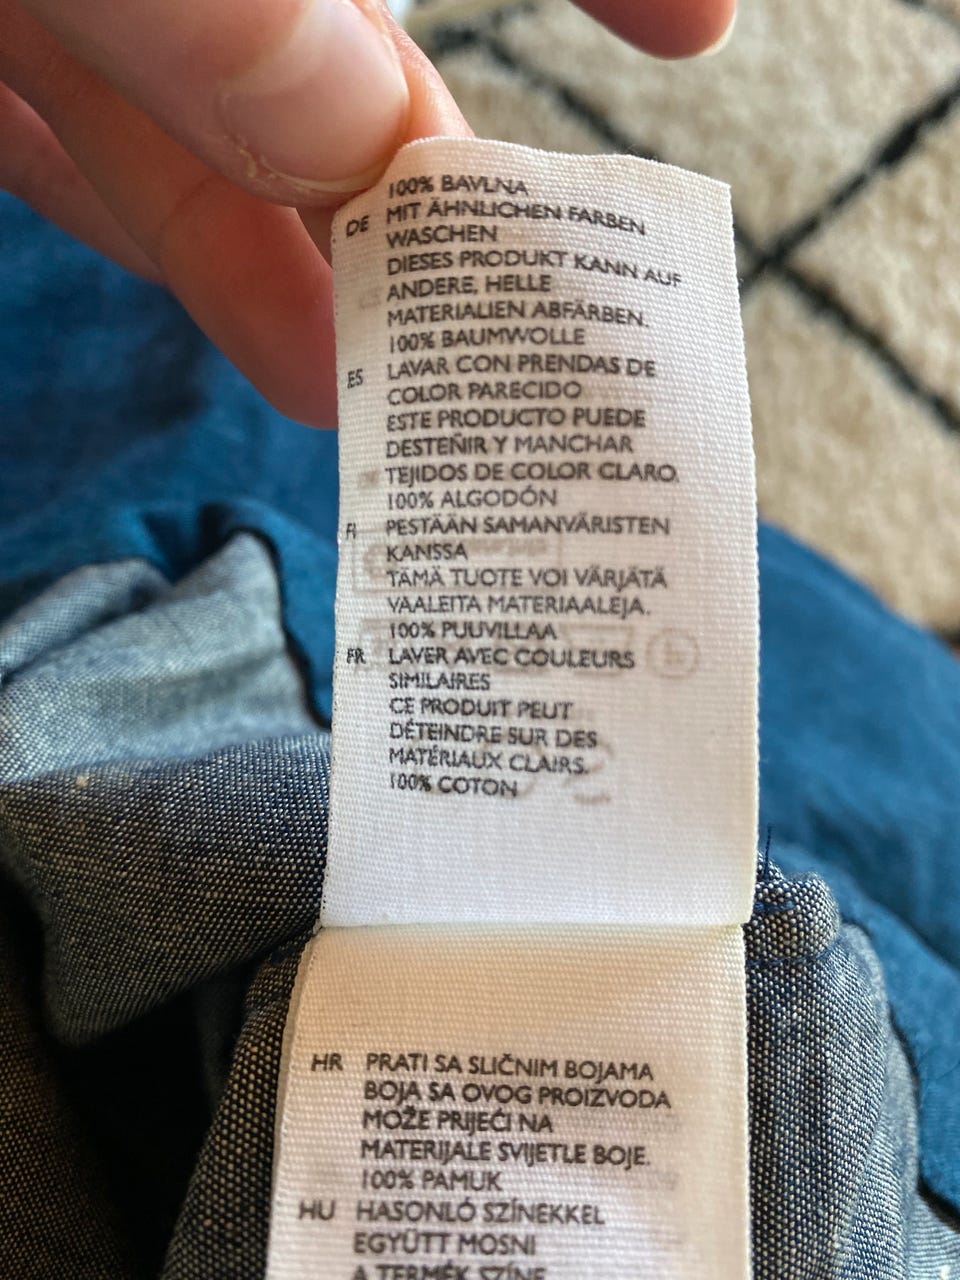 100% BAVLNA
DE MIT ÄHNLICHEN FARBEN
WASCHEN
DIESES PRODUKT KANN AUF
ANDERE, HELLE
MATERIALIEN ABFÄRBEN.
100% BAUMWOLLE
ES LAVAR CON PRENDAS DE
COLOR PARECIDO
ESTE PRODUCTO PUEDE
DESTEÑIR Y MANCHAR
TEJIDOS DE COLOR CLARO.
100% ALGODÓN
FI PESTÄÄN SAMANVÄRISTEN
KANSSA
TÄMÄ TUOTE VOI VÄRJÄTÄ
VAALEITA MATERIAALEJA.
100% PUUVILLAA
FR LAVER AVEC COULEURS
SIMILAIRES
CE PRODUIT PEUT
DÉTEINDRE SUR DES
MATÉRIAUX CLAIRS.
100% COTON
HR PRATI SA SLIČNIM BOJAMA
BOJA SA OVOG PROIZVODA
MOŽE PRIJEĆI NA
MATERIJALE SVIJETLE BOJE.
100% PAMUK
HU HASONLÓ SZÍNEKKEL
EGYÜTT MOSNI
A TERMÉK SZÍNE